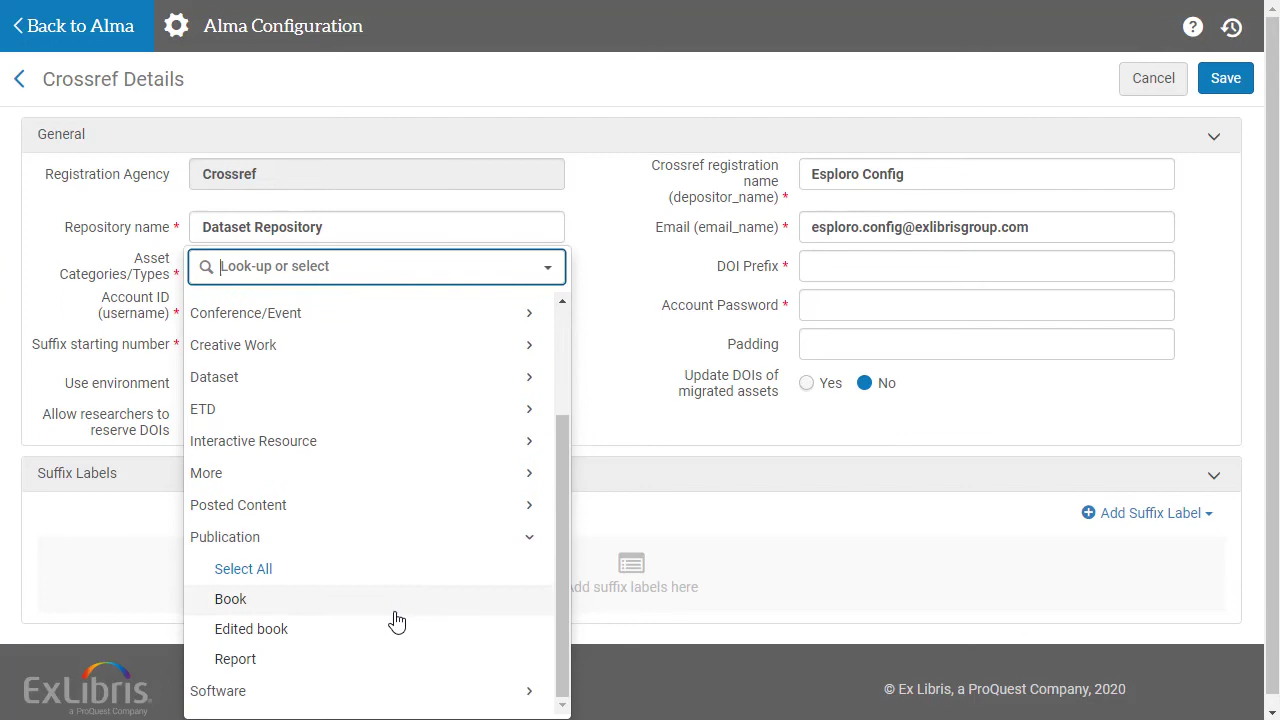 Back to Alma
Alma Configuration
Crossref Details
Cancel
Save
General
Registration Agency
Crossref
Crossref registration
name
(depositor_name) *
Esploro Config
Repository name *
Dataset Repository
Email (email_name) *
esploro.config@exlibrisgroup.com
Asset
Categories/Types *
Look-up or select
DOI Prefix *
Account ID
(username) *
Account Password *
Suffix starting number *
Padding
Use environment
Update DOIs of
migrated assets
Yes
No
Allow researchers to
reserve DOIs
Conference/Event
Creative Work
Dataset
ETD
Interactive Resource
More
Posted Content
Publication
Select All
Book
Edited book
Report
Software
Suffix Labels
Add Suffix Label
Add suffix labels here
ExLibris
a ProQuest Company
© Ex Libris, a ProQuest Company, 2020